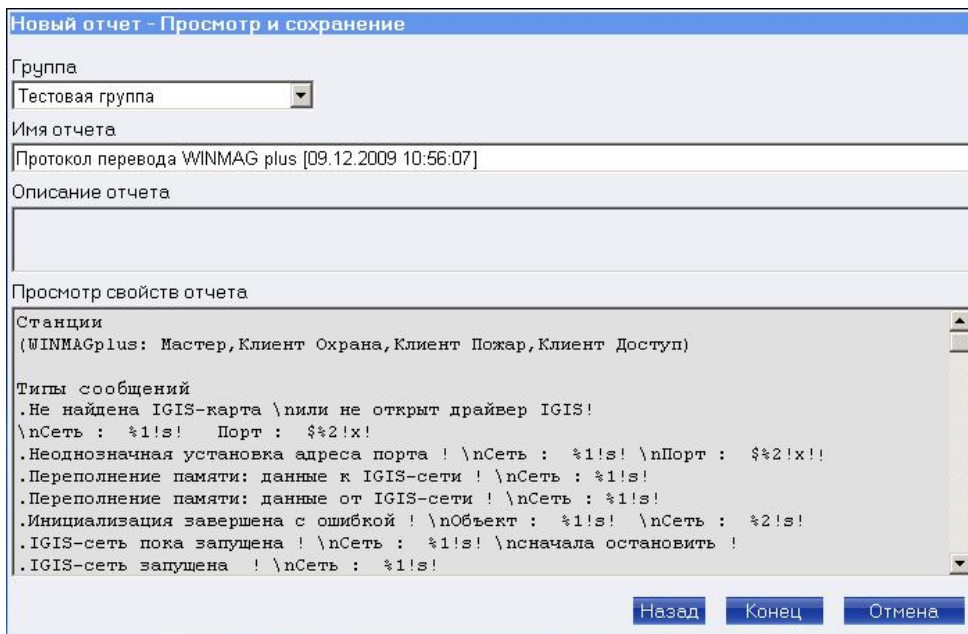 Новый отчет - Просмотр и сохранение
Группа
Тестовая группа
Имя отчета
Протокол перевода WINMAG plus [09.12.2009 10:56:07]
Описание отчета
Просмотр свойств отчета
Станции
(WINMAGplus: Мастер,Клиент Охрана,Клиент Пожар,Клиент Доступ)
Типы сообщений
.Не найдена IGIS-карта \nили не открыт драйвер IGIS!
\nСеть :  %1!s!   Порт :  $%2!x!
.Неоднозначная установка адреса порта ! \nСеть :  %1!s! \nПорт :  $%2!x!!
.Переполнение памяти: данные к IGIS-сети ! \nСеть : %1!s!
.Переполнение памяти: данные от IGIS-сети ! \nСеть : %1!s!
.Инициализация завершена с ошибкой ! \nОбъект :  %1!s!  \nСеть :  %2!s!
.IGIS-сеть пока запущена ! \nСеть :  %1!s! \nсначала остановить !
.IGIS-сеть запущена  ! \nСеть :  %1!s!
Назад Конец Отмена